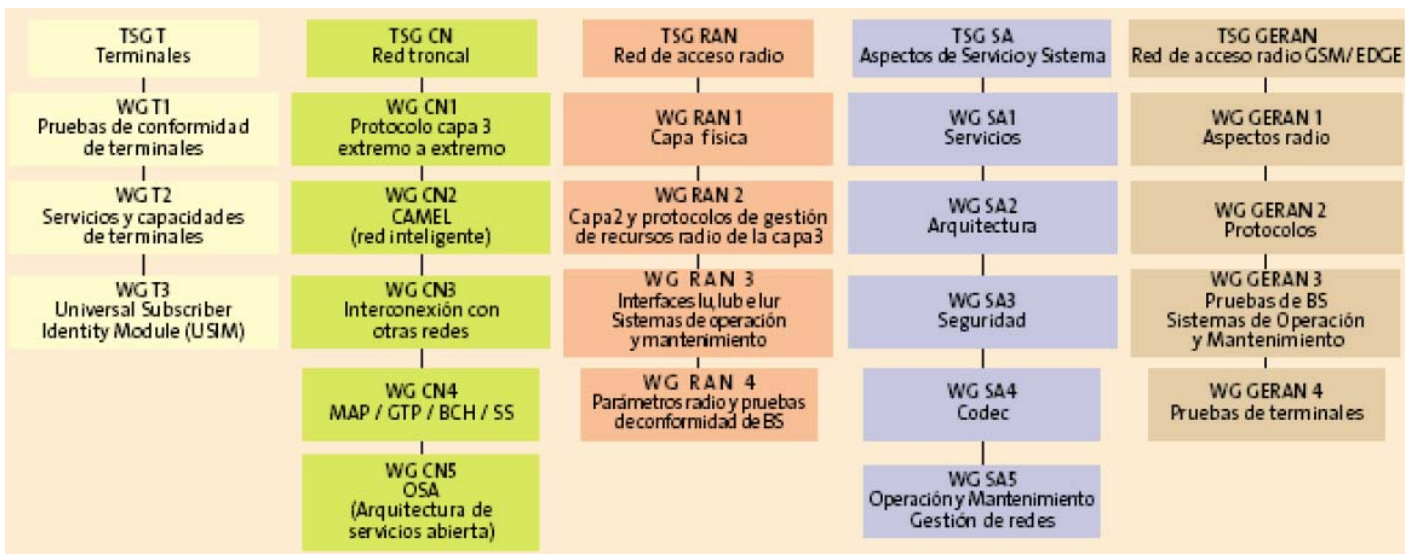 TSG T
Terminales
WG T1
Pruebas de conformidad
de terminales
WG T2
Servicios y capacidades
de terminales
WG T3
Universal Subscriber
Identity Module (USIM)
TSG CN
Red troncal
WG CN1
Protocolo capa 3
extremo a extremo
WG CN2
CAMEL
(red inteligente)
WG CN3
Interconexión con
otras redes
WG CN4
MAP / GTP / BCH / SS
WG CN5
OSA
(Arquitectura de
servicios abierta)
TSG RAN
Red de acceso radio
WG RAN 1
Capa física
WG RAN 2
Capa2 y protocolos de gestión
de recursos radio de la capa3
WG RAN 3
Interfaces Iu, Iub e Iur
Sistemas de operación
y mantenimiento
WG RAN 4
Parámetros radio y pruebas
de conformidad de BS
TSG SA
Aspectos de Servicio y Sistema
WG SA1
Servicios
WG SA2
Arquitectura
WG SA3
Seguridad
WG SA4
Codec
WG SA5
Operación y Mantenimiento
Gestión de redes
TSG GERAN
Red de acceso radio GSM/EDGE
WG GERAN 1
Aspectos radio
WG GERAN 2
Protocolos
WG GERAN 3
Pruebas de BS
Sistemas de Operación
y Mantenimiento
WG GERAN 4
Pruebas de terminales